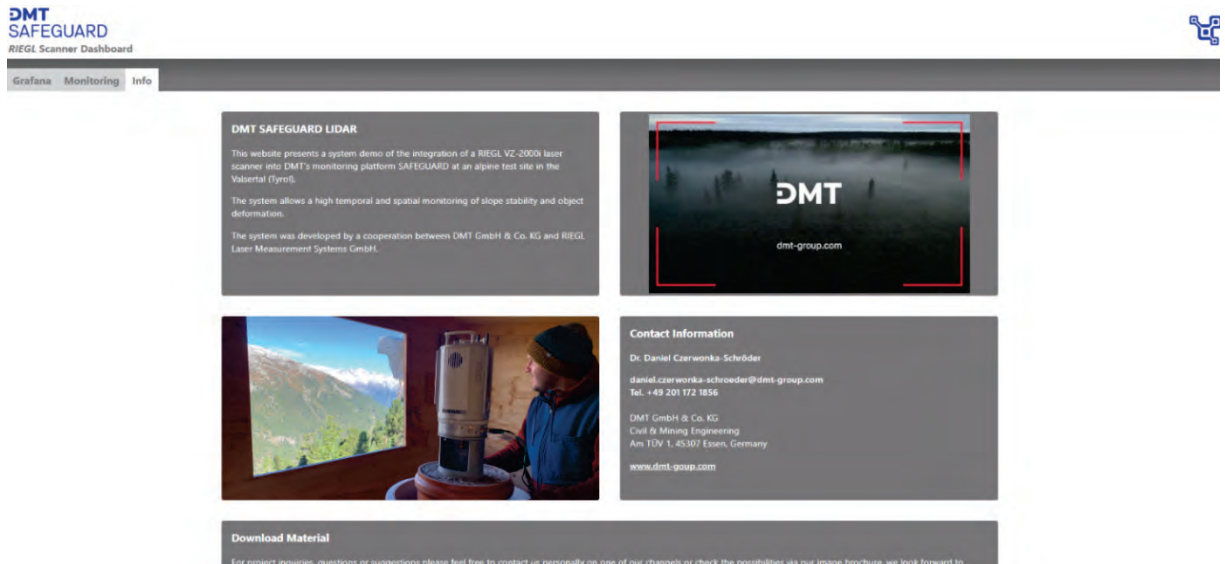 DMT
SAFEGUARD
RIEGL Scanner Dashboard
Grafana Monitoring Info
DMT SAFEGUARD LIDAR
This website presents a system demo of the integration of a RIEGL VZ-2000i laser
scanner into DMT's monitoring platform SAFEGUARD at an alpine test site in the
Valsertal (Tyrol).
The system allows a high temporal and spatial monitoring of slope stability and object
deformation.
The system was developed by a cooperation between DMT GmbH & Co. KG and RIEGL
Laser Measurement Systems GmbH.
DMT
dmt-group.com
Contact Information
Dr. Daniel Czerwonka-Schröder
daniel.czerwonka-schroeder@dmt-group.com
Tel. +49 201 172 1856
DMT GmbH & Co. KG
Civil & Mining Engineering
Am TÜV 1, 45307 Essen, Germany
www.dmt-goup.com
Download Material
For project inquiries, questions or suggestions please feel free to contact us personally on one of our channels or check the possibilities via our image brochure, we look forward to